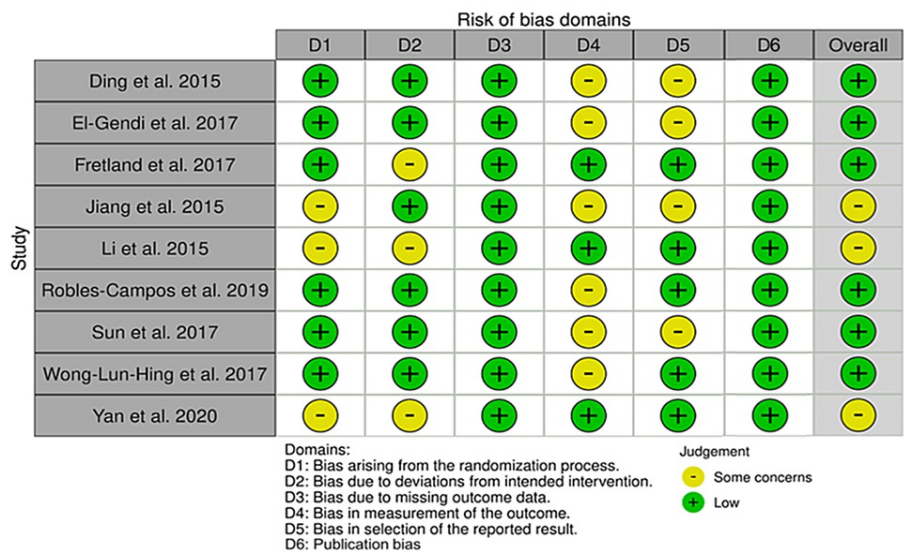 Risk of bias domains
D1 D2 D3 D4 D5 D6 Overall
Study
Ding et al. 2015 + + + - - + +
El-Gendi et al. 2017 + + + - - + +
Fretland et al. 2017 + - + + + + +
Jiang et al. 2015 - + + - - + -
Li et al. 2015 - - + + + + -
Robles-Campos et al. 2019 + + + - + + +
Sun et al. 2017 + + + - - + +
Wong-Lun-Hing et al. 2017 + + + - + + +
Yan et al. 2020 - - + + + + -
Domains:
D1: Bias arising from the randomization process.
D2: Bias due to deviations from intended intervention.
D3: Bias due to missing outcome data.
D4: Bias in measurement of the outcome.
D5: Bias in selection of the reported result.
D6: Publication bias
Judgement
- Some concerns
+ Low